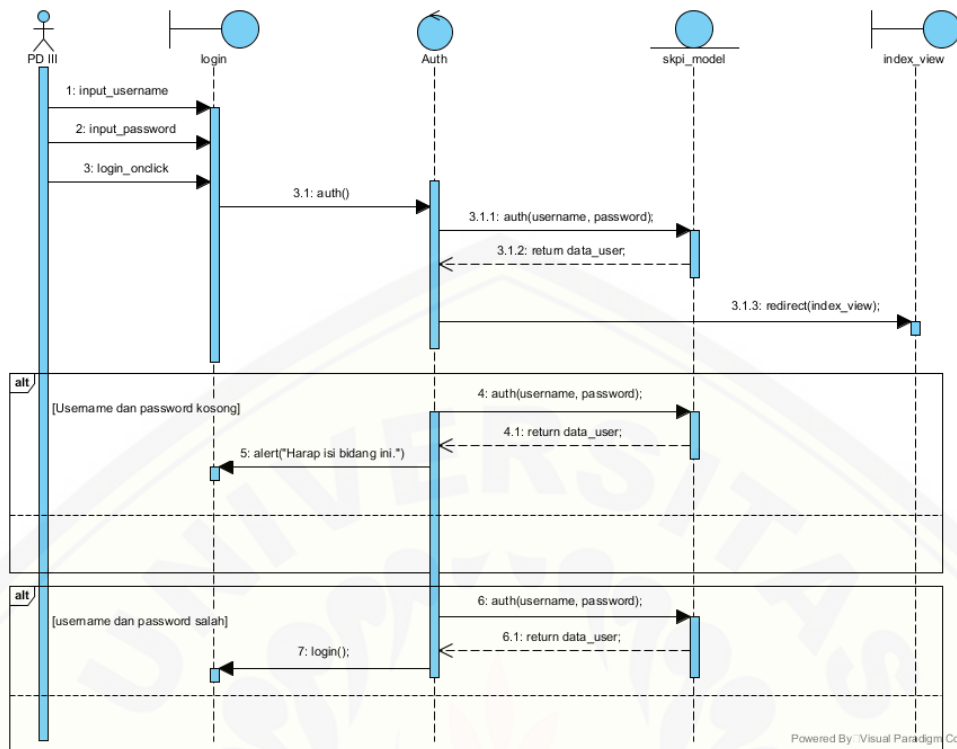 PD III
login
Auth
skpi_model
index_view
1: input_username
2: input_password
3: login_onclick
3.1: auth()
3.1.1: auth(username, password);
3.1.2: return data_user;
3.1.3: redirect(index_view);
alt
[Username dan password kosong]
4: auth(username, password);
4.1: return data_user;
5: alert("Harap isi bidang ini.")
alt
[username dan password salah]
6: auth(username, password);
6.1: return data_user;
7: login();
UNIVERSITAS
Powered By Visual Paradigm Co